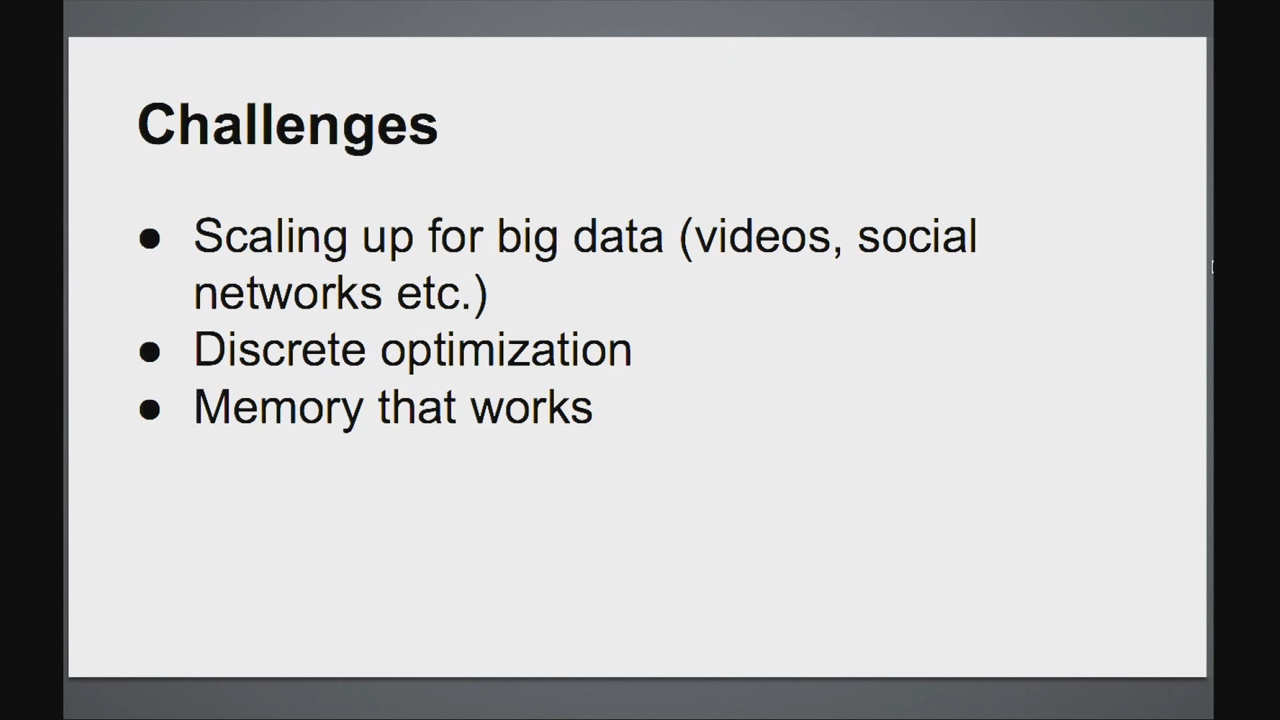 Challenges
● Scaling up for big data (videos, social
networks etc.)
● Discrete optimization
● Memory that works